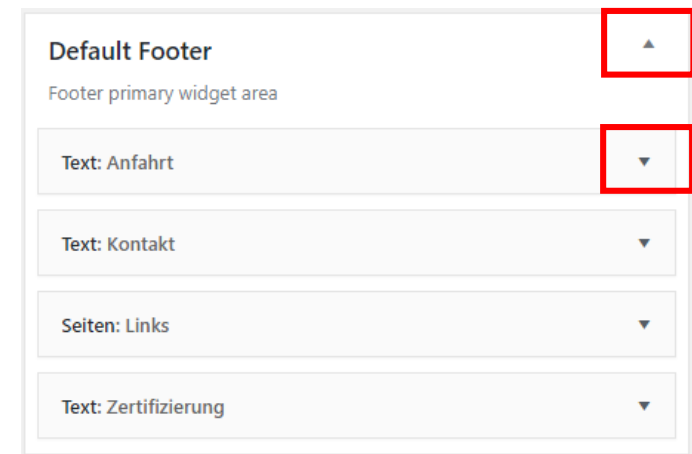 Default Footer
Footer primary widget area
Text: Anfahrt
Text: Kontakt
Seiten: Links
Text: Zertifizierung